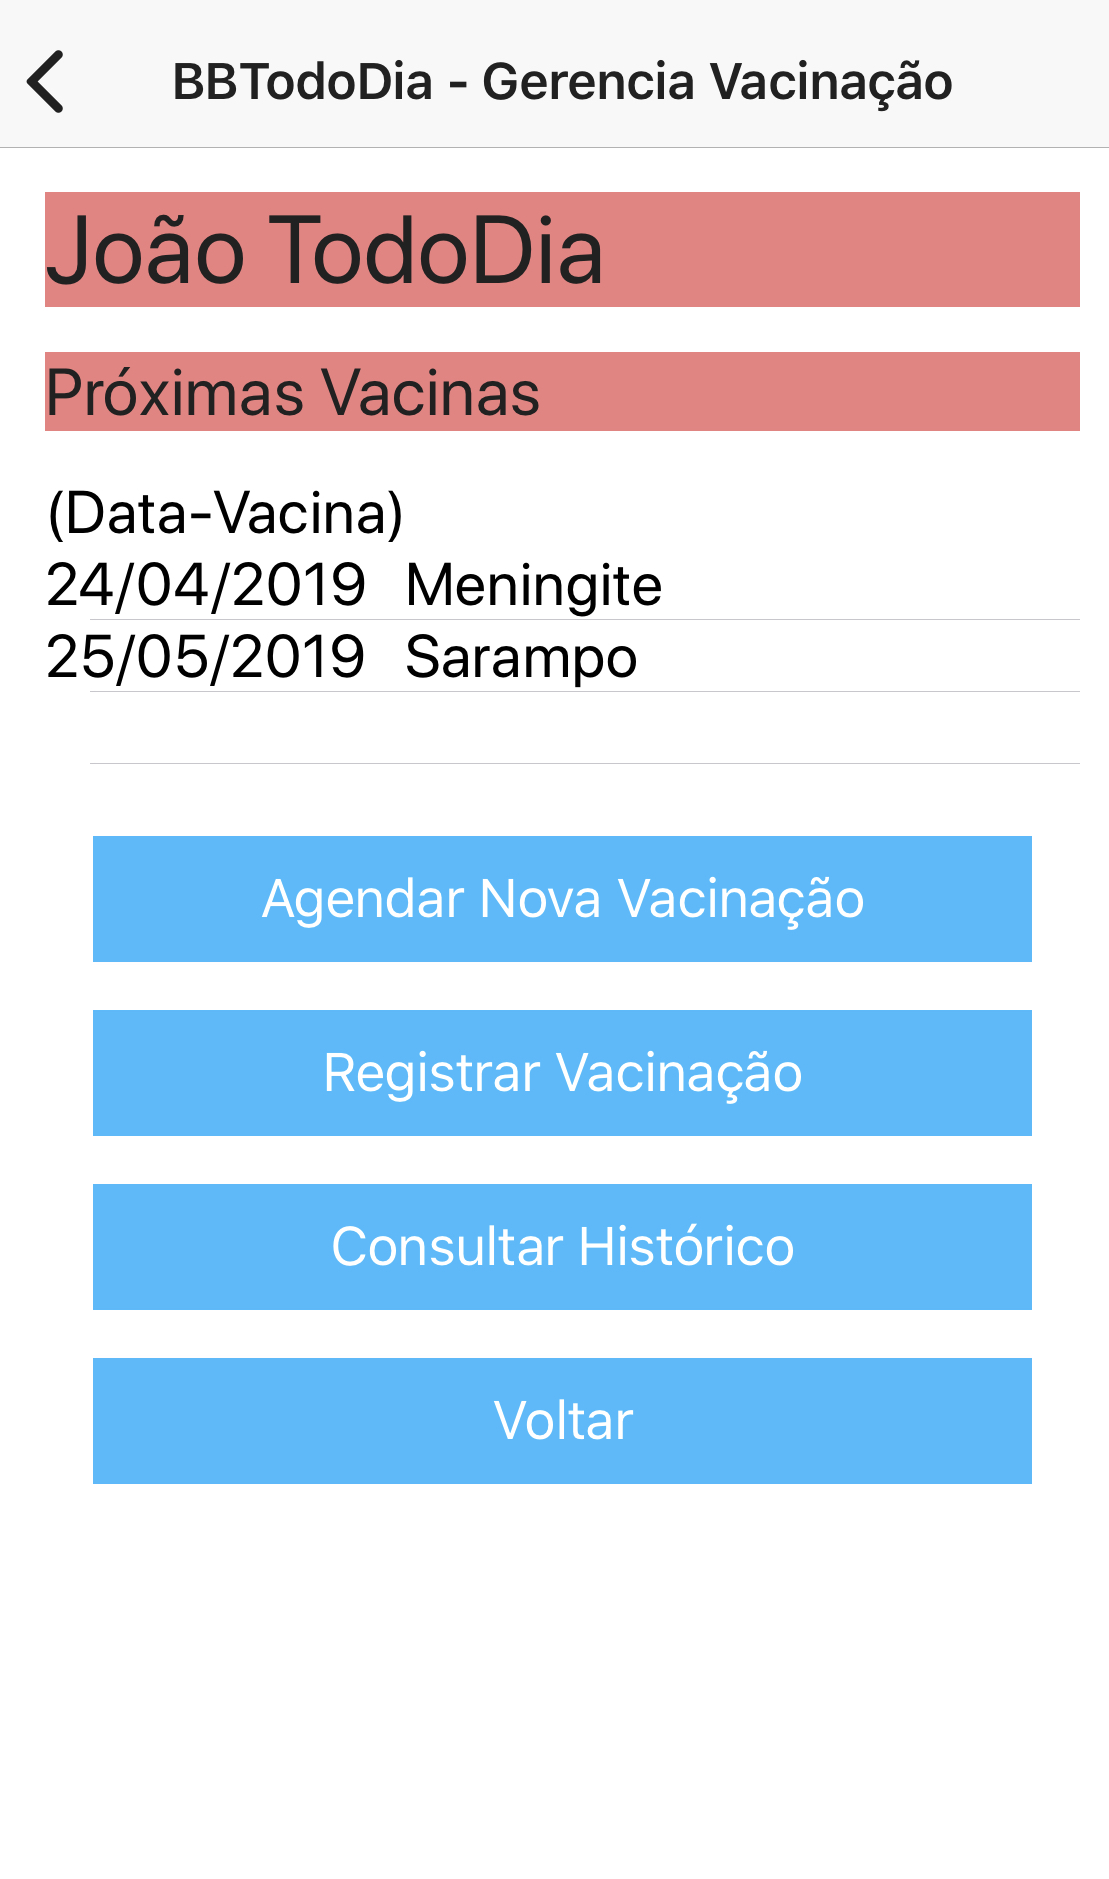 BBTodoDia - Gerencia Vacinação
João TodoDia
Próximas Vacinas
(Data-Vacina)
24/04/2019 Meningite
25/05/2019 Sarampo
Agendar Nova Vacinação
Registrar Vacinação
Consultar Histórico
Voltar